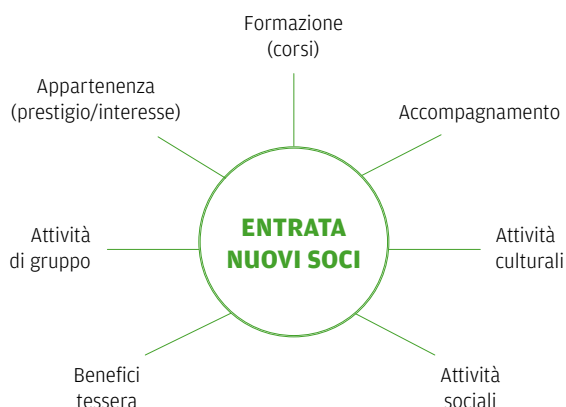 Formazione
(corsi)
Appartenenza
(prestigio/interesse)
Accompagnamento
ENTRATA
NUOVI SOCI
Attività
di gruppo
Attività
culturali
Benefici
tessera
Attività
sociali